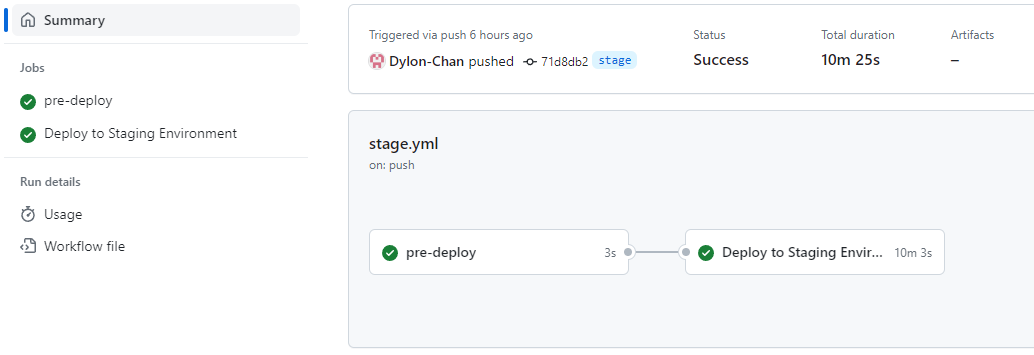 Summary
Jobs
pre-deploy
Deploy to Staging Environment
Run details
Usage
Workflow file
Triggered via push 6 hours ago
Dylon-Chan pushed 71d8db2 stage
Status
Success
Total duration
10m 25s
Artifacts
–
stage.yml
on: push
pre-deploy 3s
Deploy to Staging Envir... 10m 3s